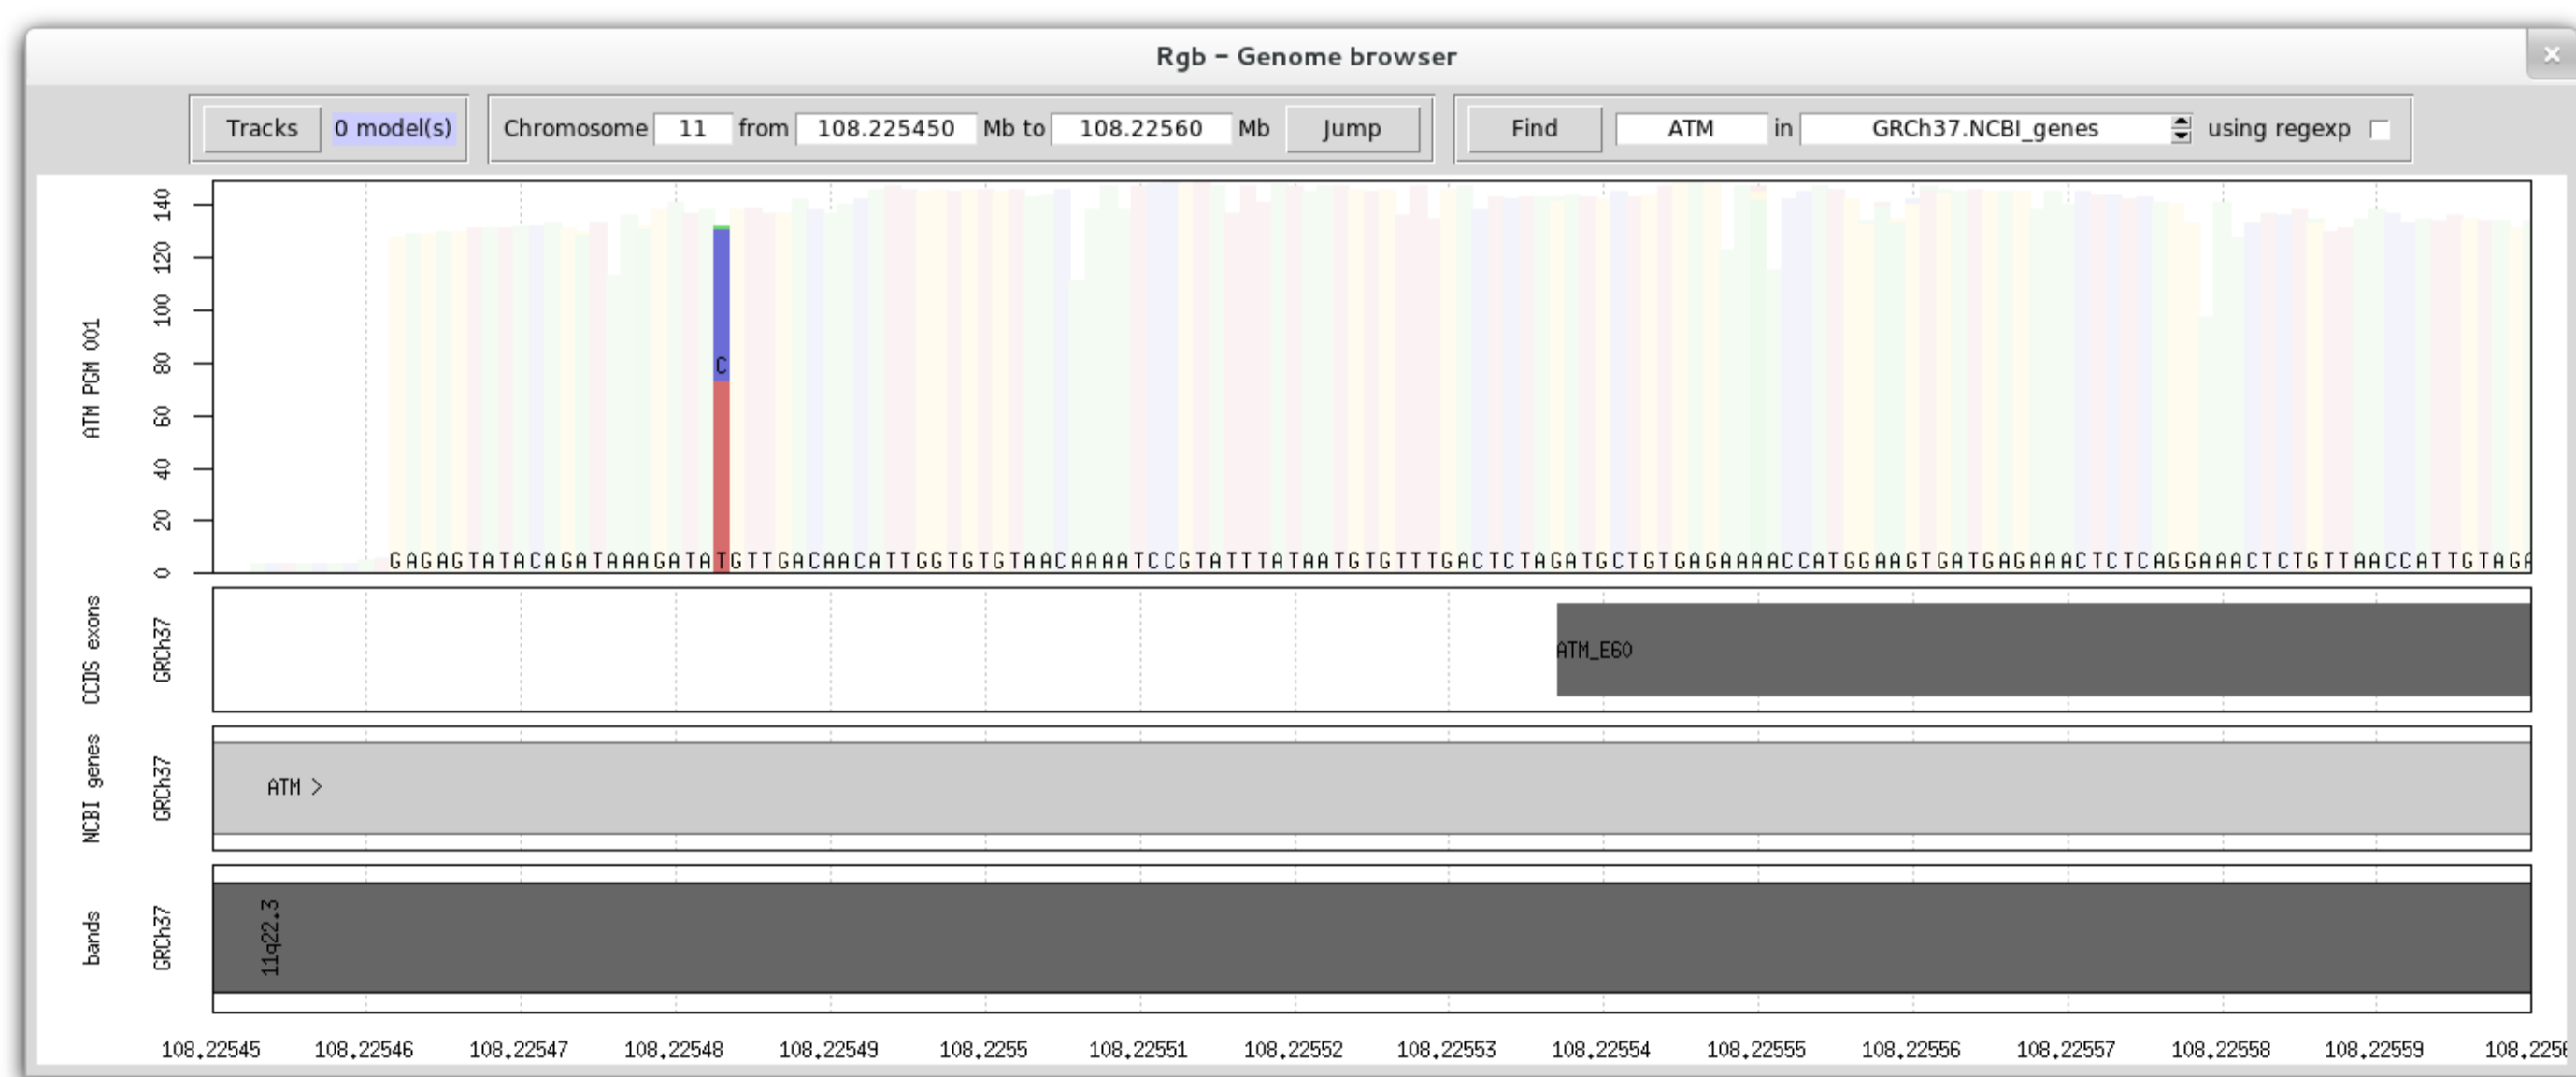 Rgb - Genome browser
Tracks 0 model(s) Chromosome 11 from 108.225450 Mb to 108.22560 Mb Jump Find ATM in GRCh37.NCBI_genes using regexp
ATM PGM 001
140
120
100
80
60
40
20
0
C
GAGAGTATACAGATAAAGATATGTTGACAACATTGGTGTGTAACAAAATCCGTATTTATAATGTGTTTGACTCTAGATGCTGTGAGAAAACCATGGAAGTGATGAGAAACTCTCAGGAAACTCTGTTAACCATTGTAGA
CCDS exons
GRCh37
ATM_E60
NCBI genes
GRCh37
ATM >
bands
GRCh37
11q22.3
108.22545 108.22546 108.22547 108.22548 108.22549 108.2255 108.22551 108.22552 108.22553 108.22554 108.22555 108.22556 108.22557 108.22558 108.22559